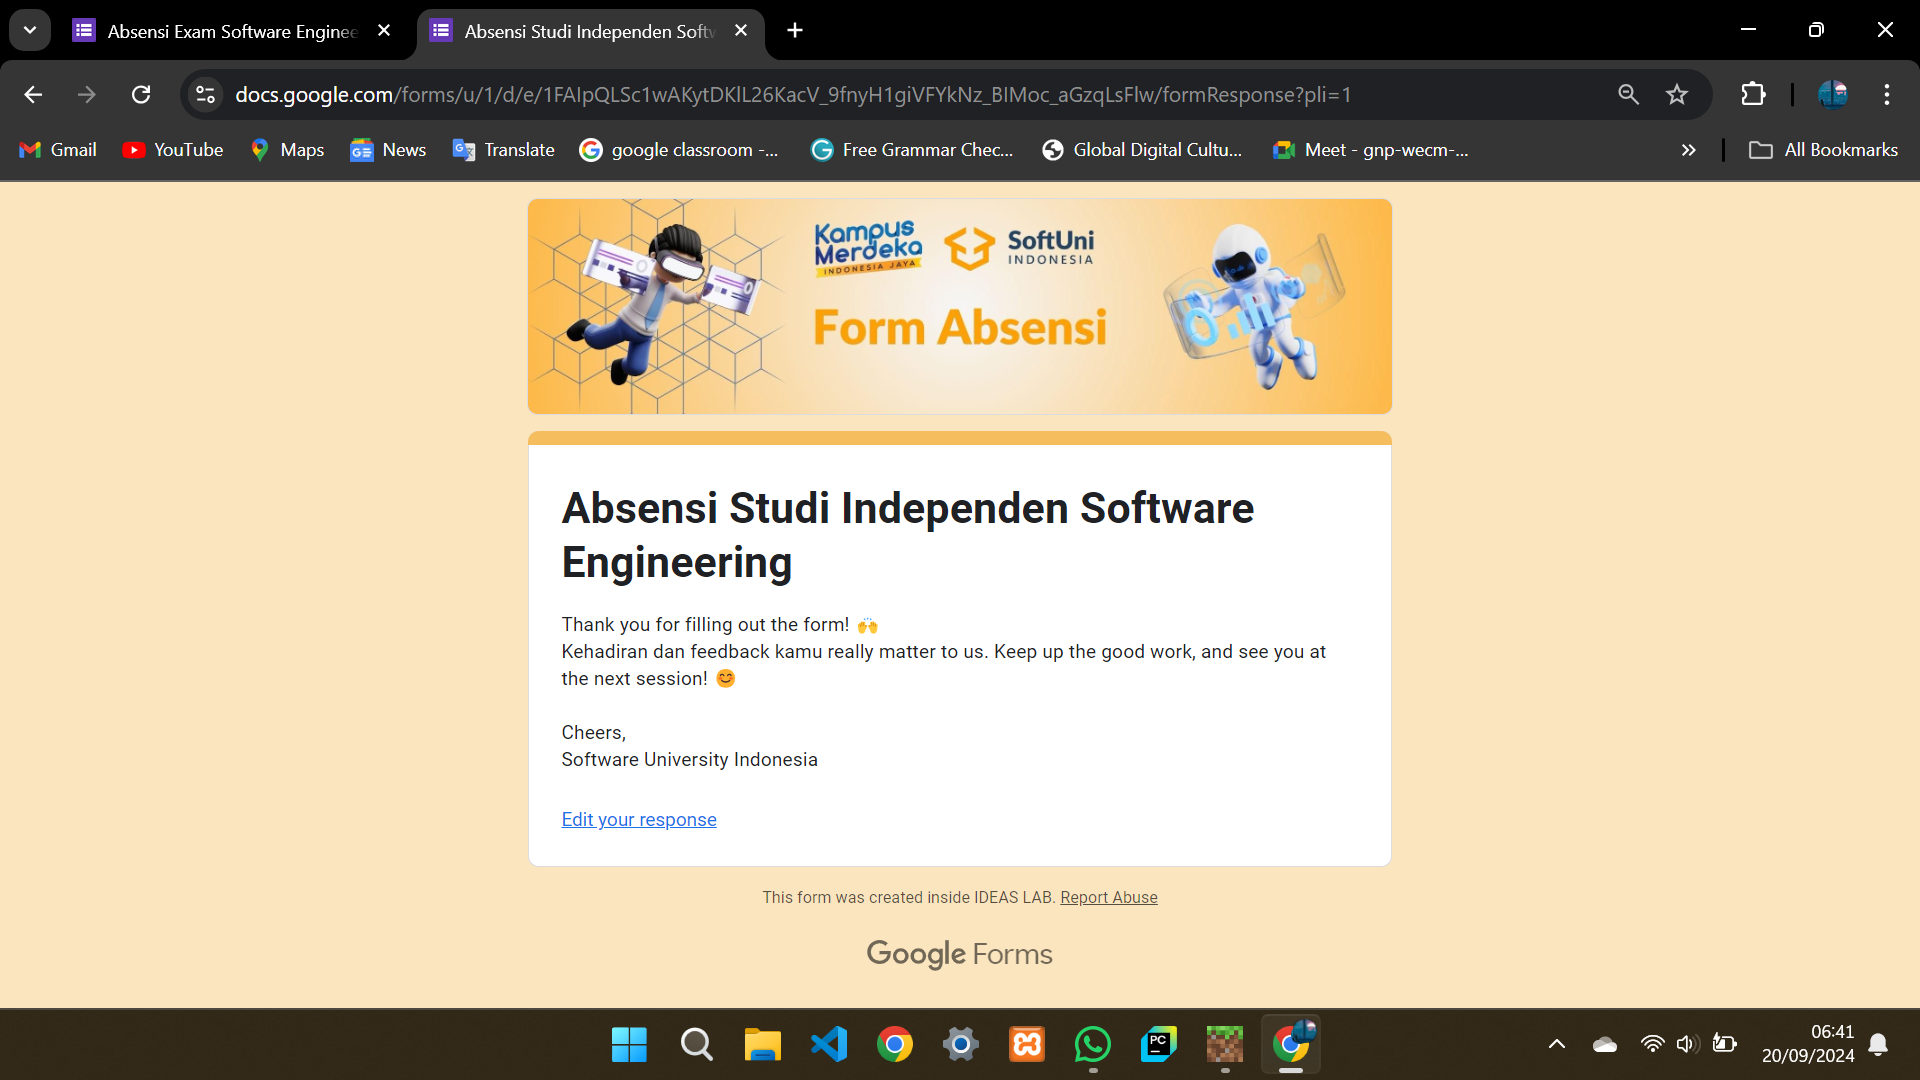 Absensi Exam Software Enginee
Absensi Studi Independen Softw
docs.google.com/forms/u/1/d/e/1FAIpQLSc1wAKytDKlL26KacV_9fnyH1giVFYkNz_BIMoc_aGzqLsFlw/formResponse?pli=1
Gmail YouTube Maps News Translate google classroom -... Free Grammar Chec... Global Digital Cultu... Meet - gnp-wecm-... All Bookmarks
Kampus
Merdeka
INDONESIA JAYA
SoftUni
INDONESIA
Form Absensi
Absensi Studi Independen Software
Engineering
Thank you for filling out the form! 🙌
Kehadiran dan feedback kamu really matter to us. Keep up the good work, and see you at
the next session! 😊
Cheers,
Software University Indonesia
Edit your response
This form was created inside IDEAS LAB. Report Abuse
Google Forms
PC
06:41
20/09/2024